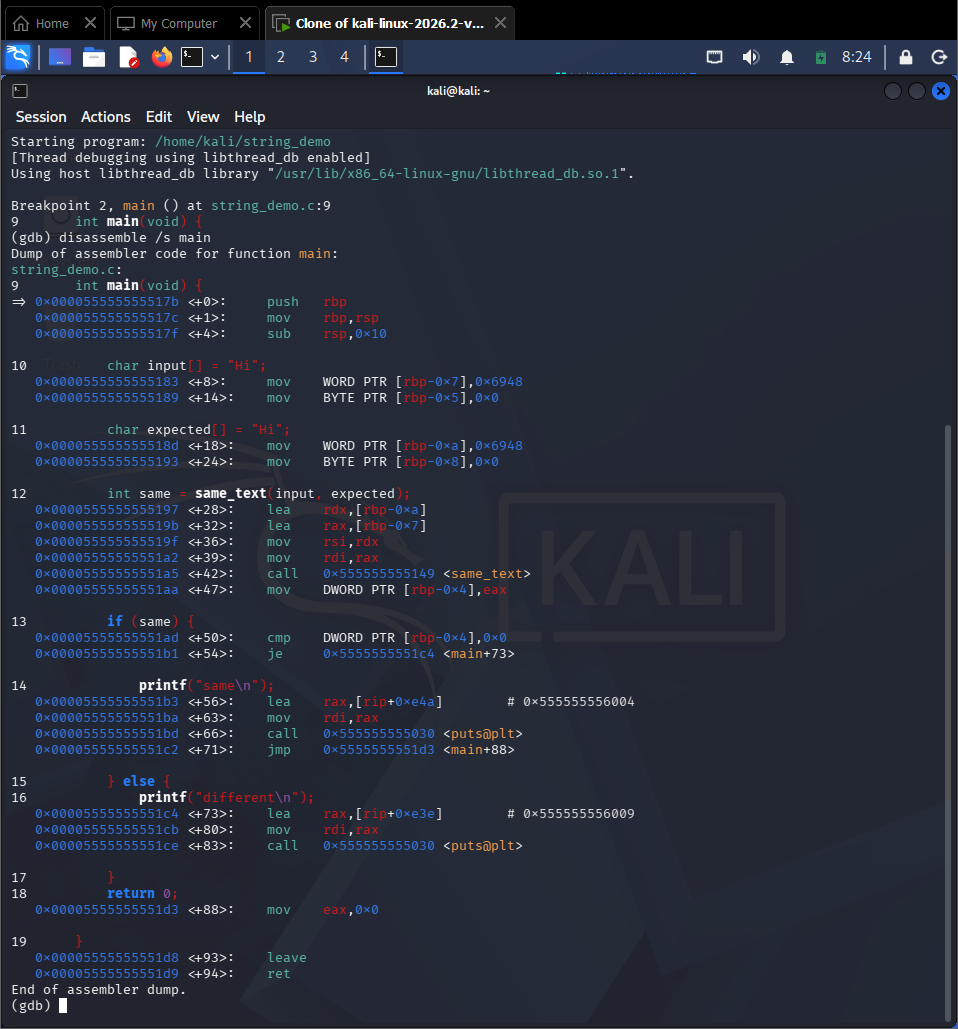 Home
My Computer
Clone of kali-linux-2026.2-v...
1 2 3 4
8:24
kali@kali: ~
Session Actions Edit View Help
Starting program: /home/kali/string_demo
[Thread debugging using libthread_db enabled]
Using host libthread_db library "/usr/lib/x86_64-linux-gnu/libthread_db.so.1".
Breakpoint 2, main () at string_demo.c:9
9       int main(void) {
(gdb) disassemble /s main
Dump of assembler code for function main:
string_demo.c:
9       int main(void) {
=> 0x000055555555517b <+0>:     push   rbp
   0x000055555555517c <+1>:     mov    rbp,rsp
   0x000055555555517f <+4>:     sub    rsp,0x10
10          char input[] = "Hi";
   0x0000555555555183 <+8>:     mov    WORD PTR [rbp-0x7],0x6948
   0x0000555555555189 <+14>:    mov    BYTE PTR [rbp-0x5],0x0
11          char expected[] = "Hi";
   0x000055555555518d <+18>:    mov    WORD PTR [rbp-0xa],0x6948
   0x0000555555555193 <+24>:    mov    BYTE PTR [rbp-0x8],0x0
12          int same = same_text(input, expected);
   0x0000555555555197 <+28>:    lea    rdx,[rbp-0xa]
   0x000055555555519b <+32>:    lea    rax,[rbp-0x7]
   0x000055555555519f <+36>:    mov    rsi,rdx
   0x00005555555551a2 <+39>:    mov    rdi,rax
   0x00005555555551a5 <+42>:    call   0x555555555149 <same_text>
   0x00005555555551aa <+47>:    mov    DWORD PTR [rbp-0x4],eax
13          if (same) {
   0x00005555555551ad <+50>:    cmp    DWORD PTR [rbp-0x4],0x0
   0x00005555555551b1 <+54>:    je     0x5555555551c4 <main+73>
14              printf("same\n");
   0x00005555555551b3 <+56>:    lea    rax,[rip+0xe4a]        # 0x555555556004
   0x00005555555551ba <+63>:    mov    rdi,rax
   0x00005555555551bd <+66>:    call   0x555555555030 <puts@plt>
   0x00005555555551c2 <+71>:    jmp    0x5555555551d3 <main+88>
15          } else {
16              printf("different\n");
   0x00005555555551c4 <+73>:    lea    rax,[rip+0xe3e]        # 0x555555556009
   0x00005555555551cb <+80>:    mov    rdi,rax
   0x00005555555551ce <+83>:    call   0x555555555030 <puts@plt>
17          }
18          return 0;
   0x00005555555551d3 <+88>:    mov    eax,0x0
19      }
   0x00005555555551d8 <+93>:    leave
   0x00005555555551d9 <+94>:    ret
End of assembler dump.
(gdb)
KALI